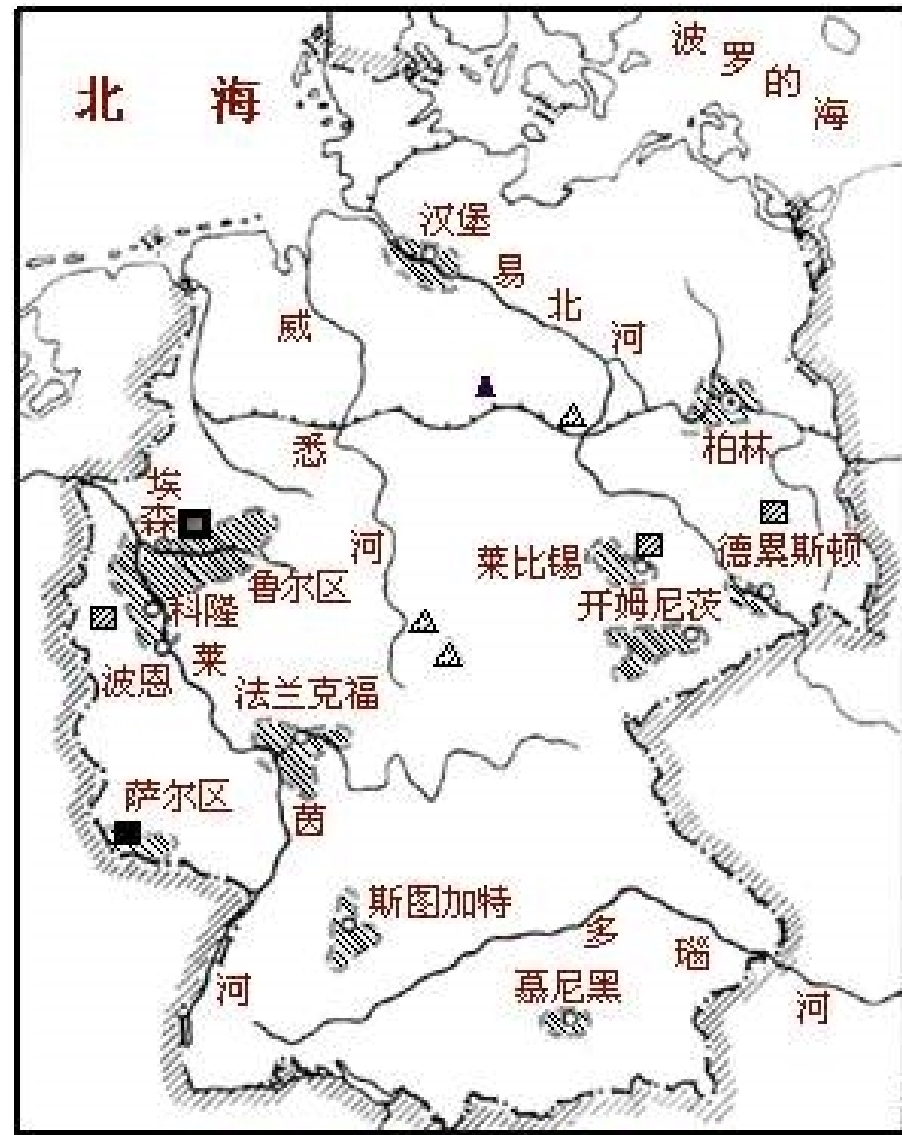 北海
波罗的海
汉堡
易北河
威悉河
柏林
埃森
鲁尔区
莱比锡
德累斯顿
开姆尼茨
科隆
波恩
莱茵河
法兰克福
萨尔区
斯图加特
多瑙河
慕尼黑